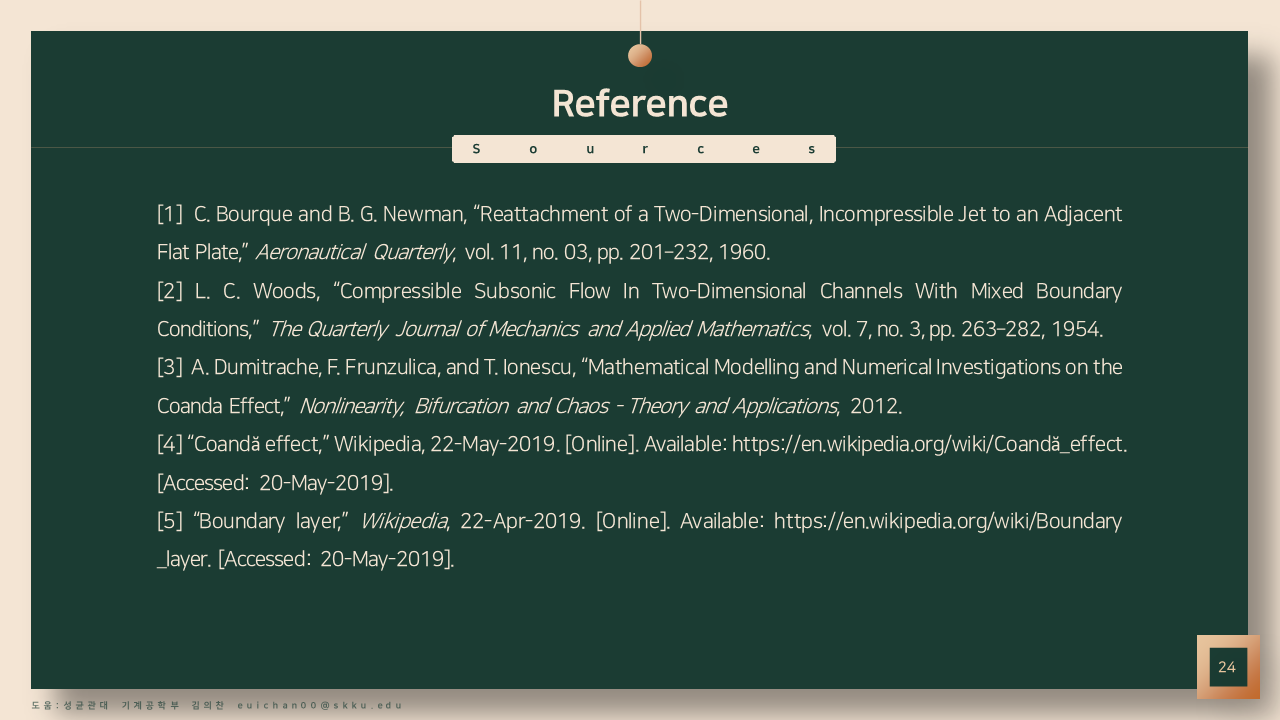 Reference
Sources
[1] C. Bourque and B. G. Newman, “Reattachment of a Two-Dimensional, Incompressible Jet to an Adjacent
Flat Plate,” Aeronautical Quarterly, vol. 11, no. 03, pp. 201–232, 1960.
[2] L. C. Woods, “Compressible Subsonic Flow In Two-Dimensional Channels With Mixed Boundary
Conditions,” The Quarterly Journal of Mechanics and Applied Mathematics, vol. 7, no. 3, pp. 263–282, 1954.
[3] A. Dumitrache, F. Frunzulica, and T. Ionescu, “Mathematical Modelling and Numerical Investigations on the
Coanda Effect,” Nonlinearity, Bifurcation and Chaos - Theory and Applications, 2012.
[4] “Coandă effect,” Wikipedia, 22-May-2019. [Online]. Available: https://en.wikipedia.org/wiki/Coandă_effect.
[Accessed: 20-May-2019].
[5] “Boundary layer,” Wikipedia, 22-Apr-2019. [Online]. Available: https://en.wikipedia.org/wiki/Boundary
_layer. [Accessed: 20-May-2019].
24
도움:성균관대 기계공학부 김의찬 euichan00@skku.edu